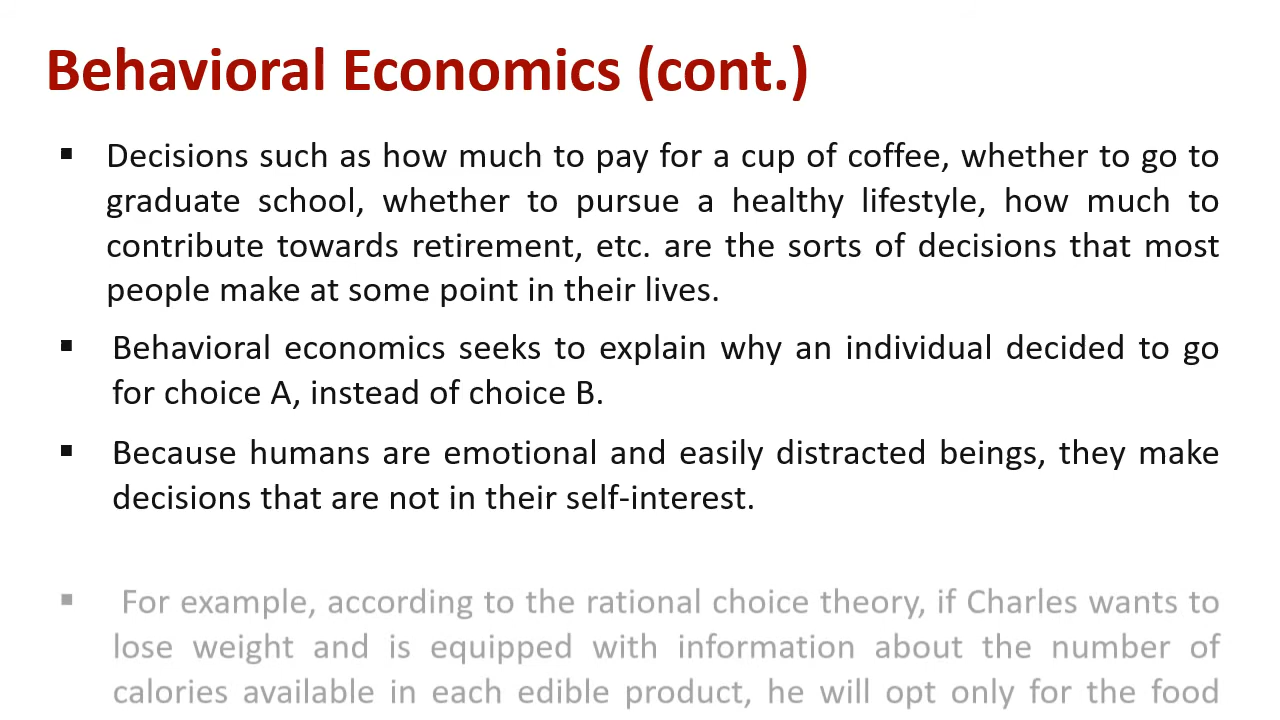 Behavioral Economics (cont.)
▪ Decisions such as how much to pay for a cup of coffee, whether to go to
graduate school, whether to pursue a healthy lifestyle, how much to
contribute towards retirement, etc. are the sorts of decisions that most
people make at some point in their lives.
▪ Behavioral economics seeks to explain why an individual decided to go
for choice A, instead of choice B.
▪ Because humans are emotional and easily distracted beings, they make
decisions that are not in their self-interest.
▪ For example, according to the rational choice theory, if Charles wants to
lose weight and is equipped with information about the number of
calories available in each edible product, he will opt only for the food